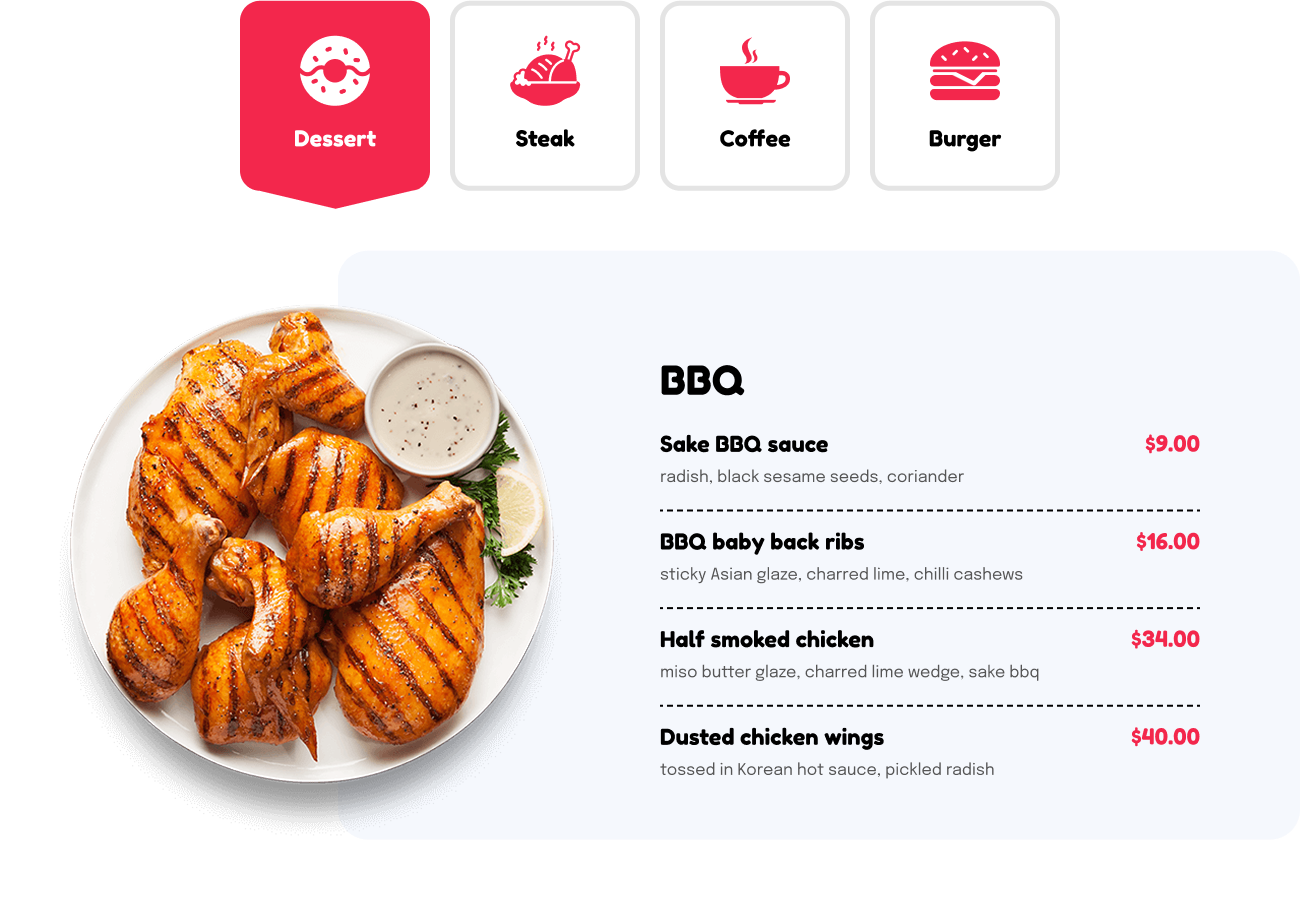 Dessert
Steak
Coffee
Burger
BBQ
Sake BBQ sauce $9.00
radish, black sesame seeds, coriander
BBQ baby back ribs $16.00
sticky Asian glaze, charred lime, chilli cashews
Half smoked chicken $34.00
miso butter glaze, charred lime wedge, sake bbq
Dusted chicken wings $40.00
tossed in Korean hot sauce, pickled radish